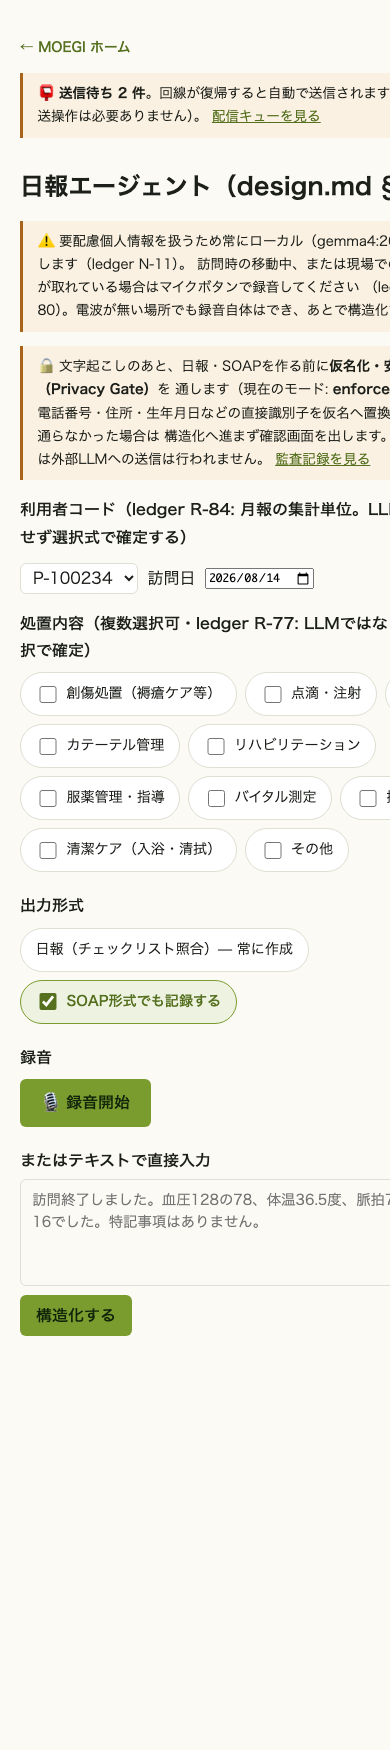 ← MOEGI ホーム
📮 送信待ち 2 件。回線が復帰すると自動で送信されます
送操作は必要ありません)。 配信キューを見る
日報エージェント（design.md §
⚠️ 要配慮個人情報を扱うため常にローカル（gemma4:26
します（ledger N-11）。 訪問時の移動中、または現場での
が取れている場合はマイクボタンで録音してください （led
80）。電波が無い場所でも録音自体はでき、あとで構造化
🔒 文字起こしのあと、日報・SOAPを作る前に仮名化・安
（Privacy Gate）を 通します（現在のモード: enforce
電話番号・住所・生年月日などの直接識別子を仮名へ置換
通らなかった場合は 構造化へ進まず確認画面を出します。
は外部LLMへの送信は行われません。 監査記録を見る
利用者コード（ledger R-84: 月報の集計単位。LL
せず選択式で確定する）
P-100234 訪問日 2026/08/14
処置内容（複数選択可・ledger R-77: LLMではな
択で確定）
創傷処置（褥瘡ケア等） 点滴・注射
カテーテル管理 リハビリテーション
服薬管理・指導 バイタル測定
清潔ケア（入浴・清拭） その他
出力形式
日報（チェックリスト照合）— 常に作成
SOAP形式でも記録する
録音
🎙️ 録音開始
またはテキストで直接入力
訪問終了しました。血圧128の78、体温36.5度、脈拍7
16でした。特記事項はありません。
構造化する